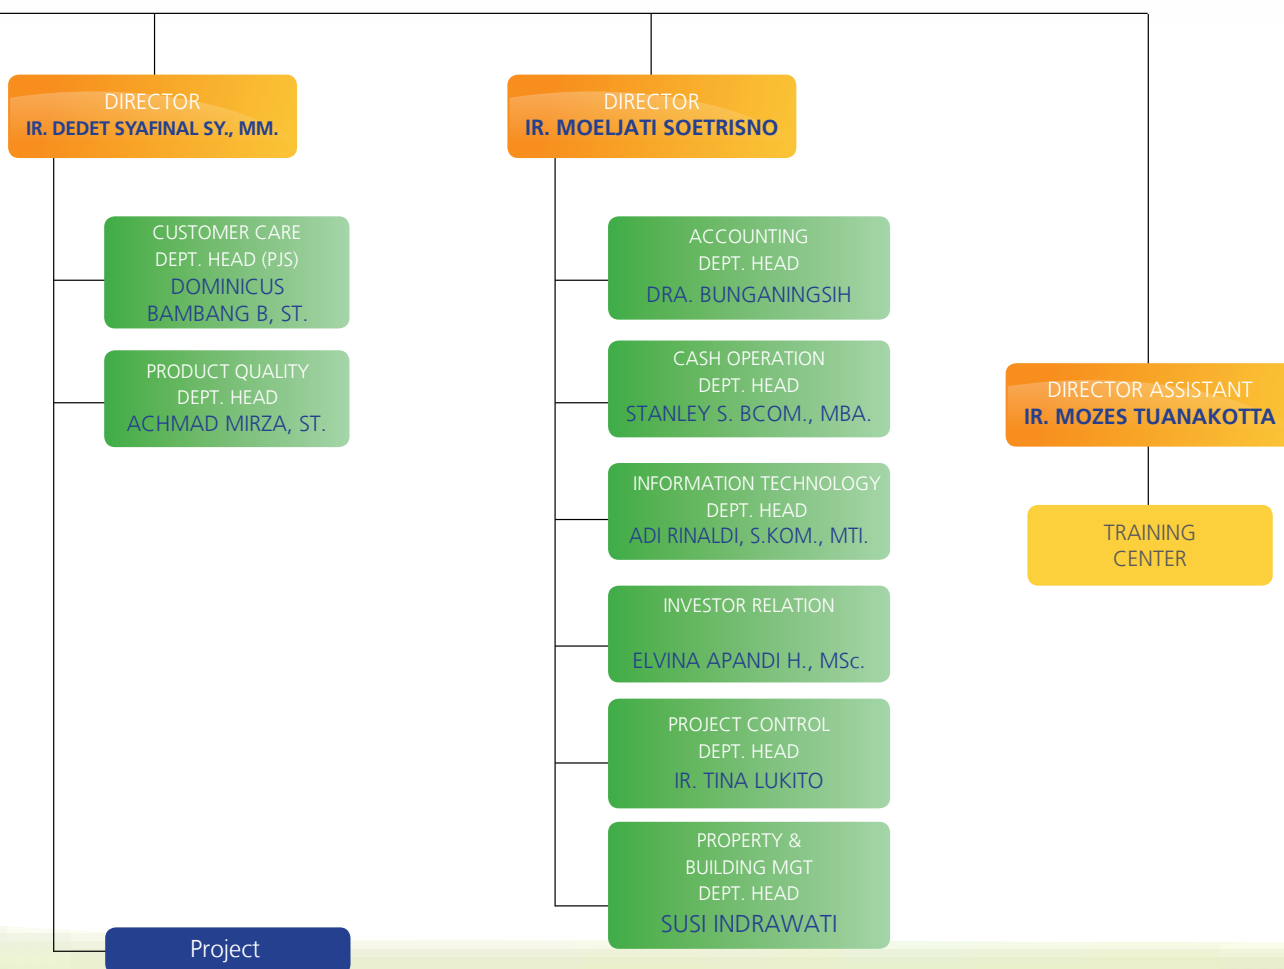 DIRECTOR
IR. DEDET SYAFINAL SY., MM.
CUSTOMER CARE
DEPT. HEAD (PJS)
DOMINICUS
BAMBANG B, ST.
PRODUCT QUALITY
DEPT. HEAD
ACHMAD MIRZA, ST.
Project
DIRECTOR
IR. MOELJATI SOETRISNO
ACCOUNTING
DEPT. HEAD
DRA. BUNGANINGSIH
CASH OPERATION
DEPT. HEAD
STANLEY S. BCOM., MBA.
INFORMATION TECHNOLOGY
DEPT. HEAD
ADI RINALDI, S.KOM., MTI.
INVESTOR RELATION
ELVINA APANDI H., MSc.
PROJECT CONTROL
DEPT. HEAD
IR. TINA LUKITO
PROPERTY &
BUILDING MGT
DEPT. HEAD
SUSI INDRAWATI
DIRECTOR ASSISTANT
IR. MOZES TUANAKOTTA
TRAINING
CENTER